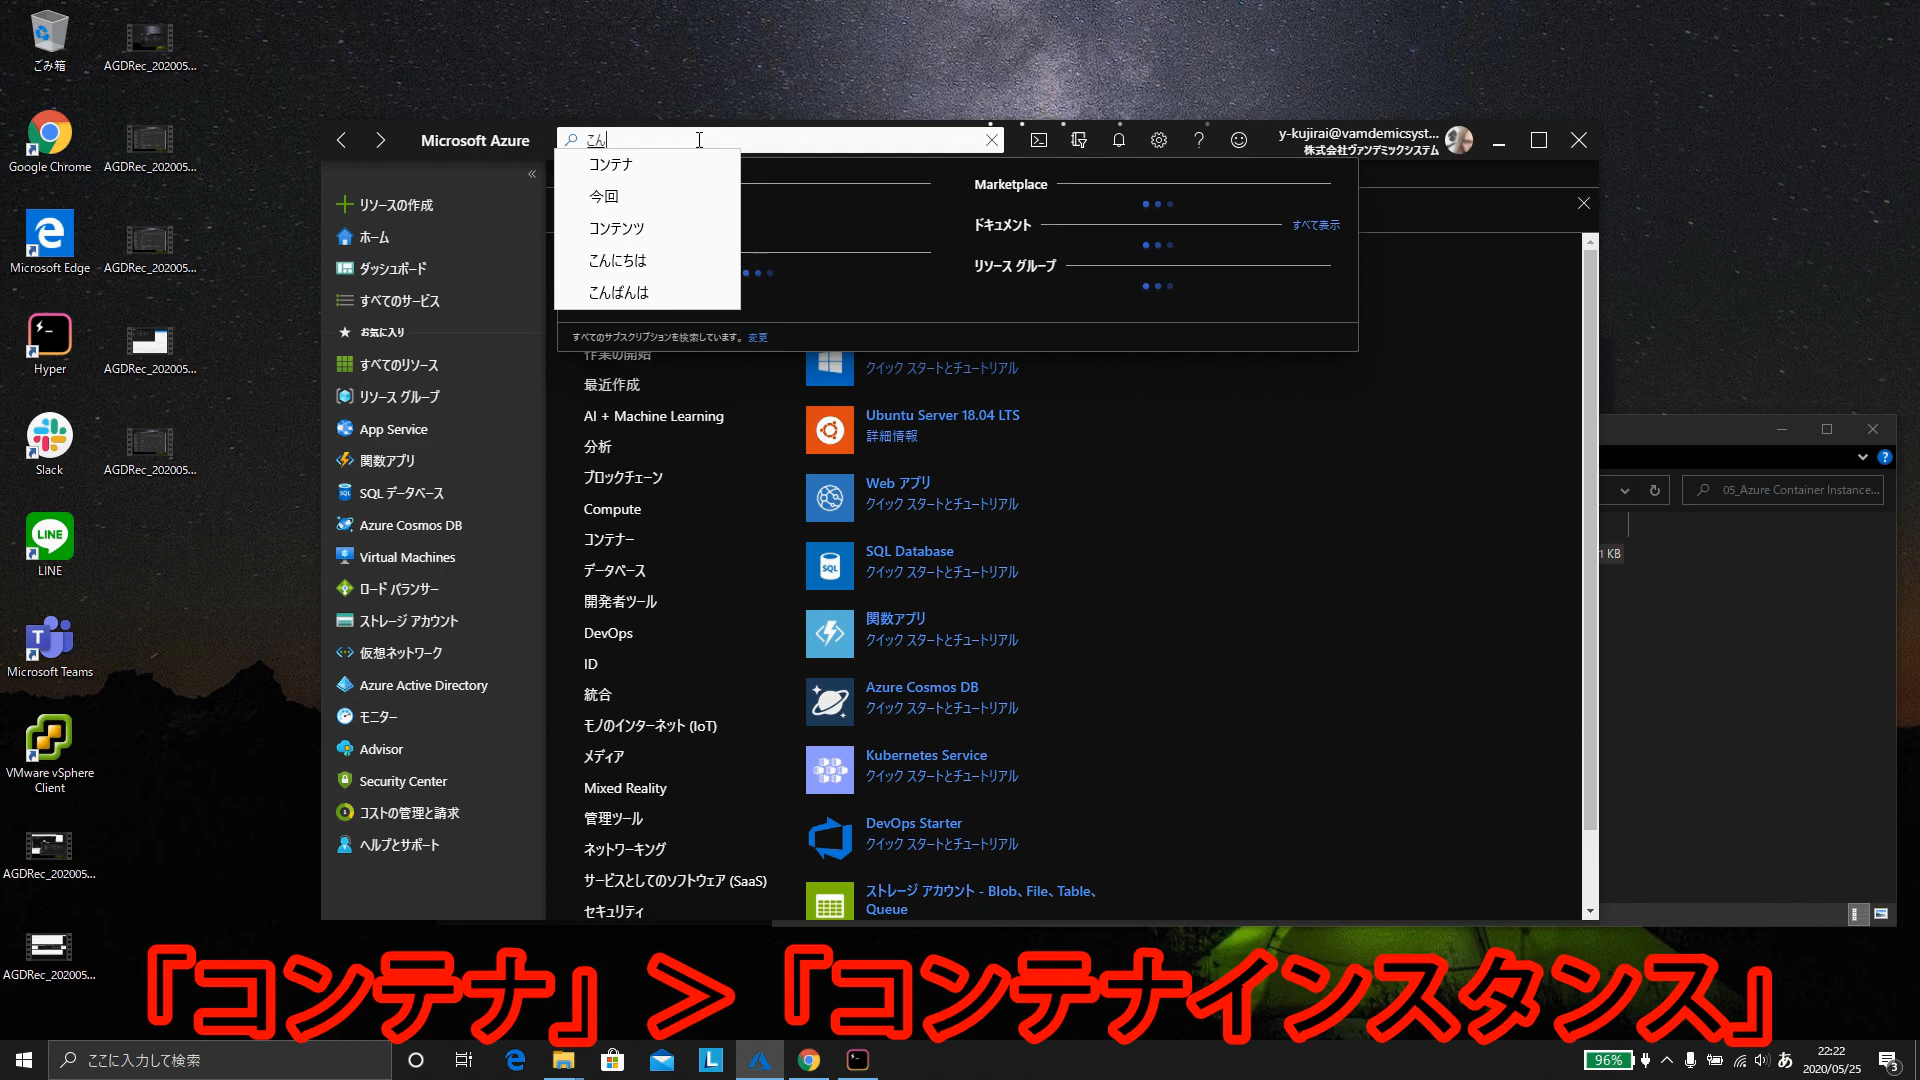 ごみ箱
AGDRec_202005...
Google Chrome
AGDRec_202005...
Microsoft Edge
AGDRec_202005...
Hyper
AGDRec_202005...
Slack
AGDRec_202005...
LINE
Microsoft Teams
VMware vSphere
Client
AGDRec_202005...
AGDRec_202005...
Microsoft Azure
こん
y-kujirai@vamdemicsyst...
株式会社ヴァンデミックシステム
コンテナ
今回
コンテンツ
こんにちは
こんばんは
Marketplace
ドキュメント
すべて表示
リソース グループ
すべてのサブスクリプションを検索しています。 変更
«
リソースの作成
ホーム
ダッシュボード
すべてのサービス
お気に入り
すべてのリソース
リソース グループ
App Service
関数アプリ
SQL データベース
Azure Cosmos DB
Virtual Machines
ロード バランサー
ストレージ アカウント
仮想ネットワーク
Azure Active Directory
モニター
Advisor
Security Center
コストの管理と請求
ヘルプとサポート
作業の開始
最近作成
AI + Machine Learning
分析
ブロックチェーン
Compute
コンテナー
データベース
開発者ツール
DevOps
ID
統合
モノのインターネット (IoT)
メディア
Mixed Reality
管理ツール
ネットワーキング
サービスとしてのソフトウェア (SaaS)
セキュリティ
クイック スタートとチュートリアル
Ubuntu Server 18.04 LTS
詳細情報
Web アプリ
クイック スタートとチュートリアル
SQL Database
クイック スタートとチュートリアル
関数アプリ
クイック スタートとチュートリアル
Azure Cosmos DB
クイック スタートとチュートリアル
Kubernetes Service
クイック スタートとチュートリアル
DevOps Starter
クイック スタートとチュートリアル
ストレージ アカウント - Blob、File、Table、
Queue
05_Azure Container Instance...
1 KB
『コンテナ』＞『コンテナインスタンス』
ここに入力して検索
96%
あ
22:22
2020/05/25
3